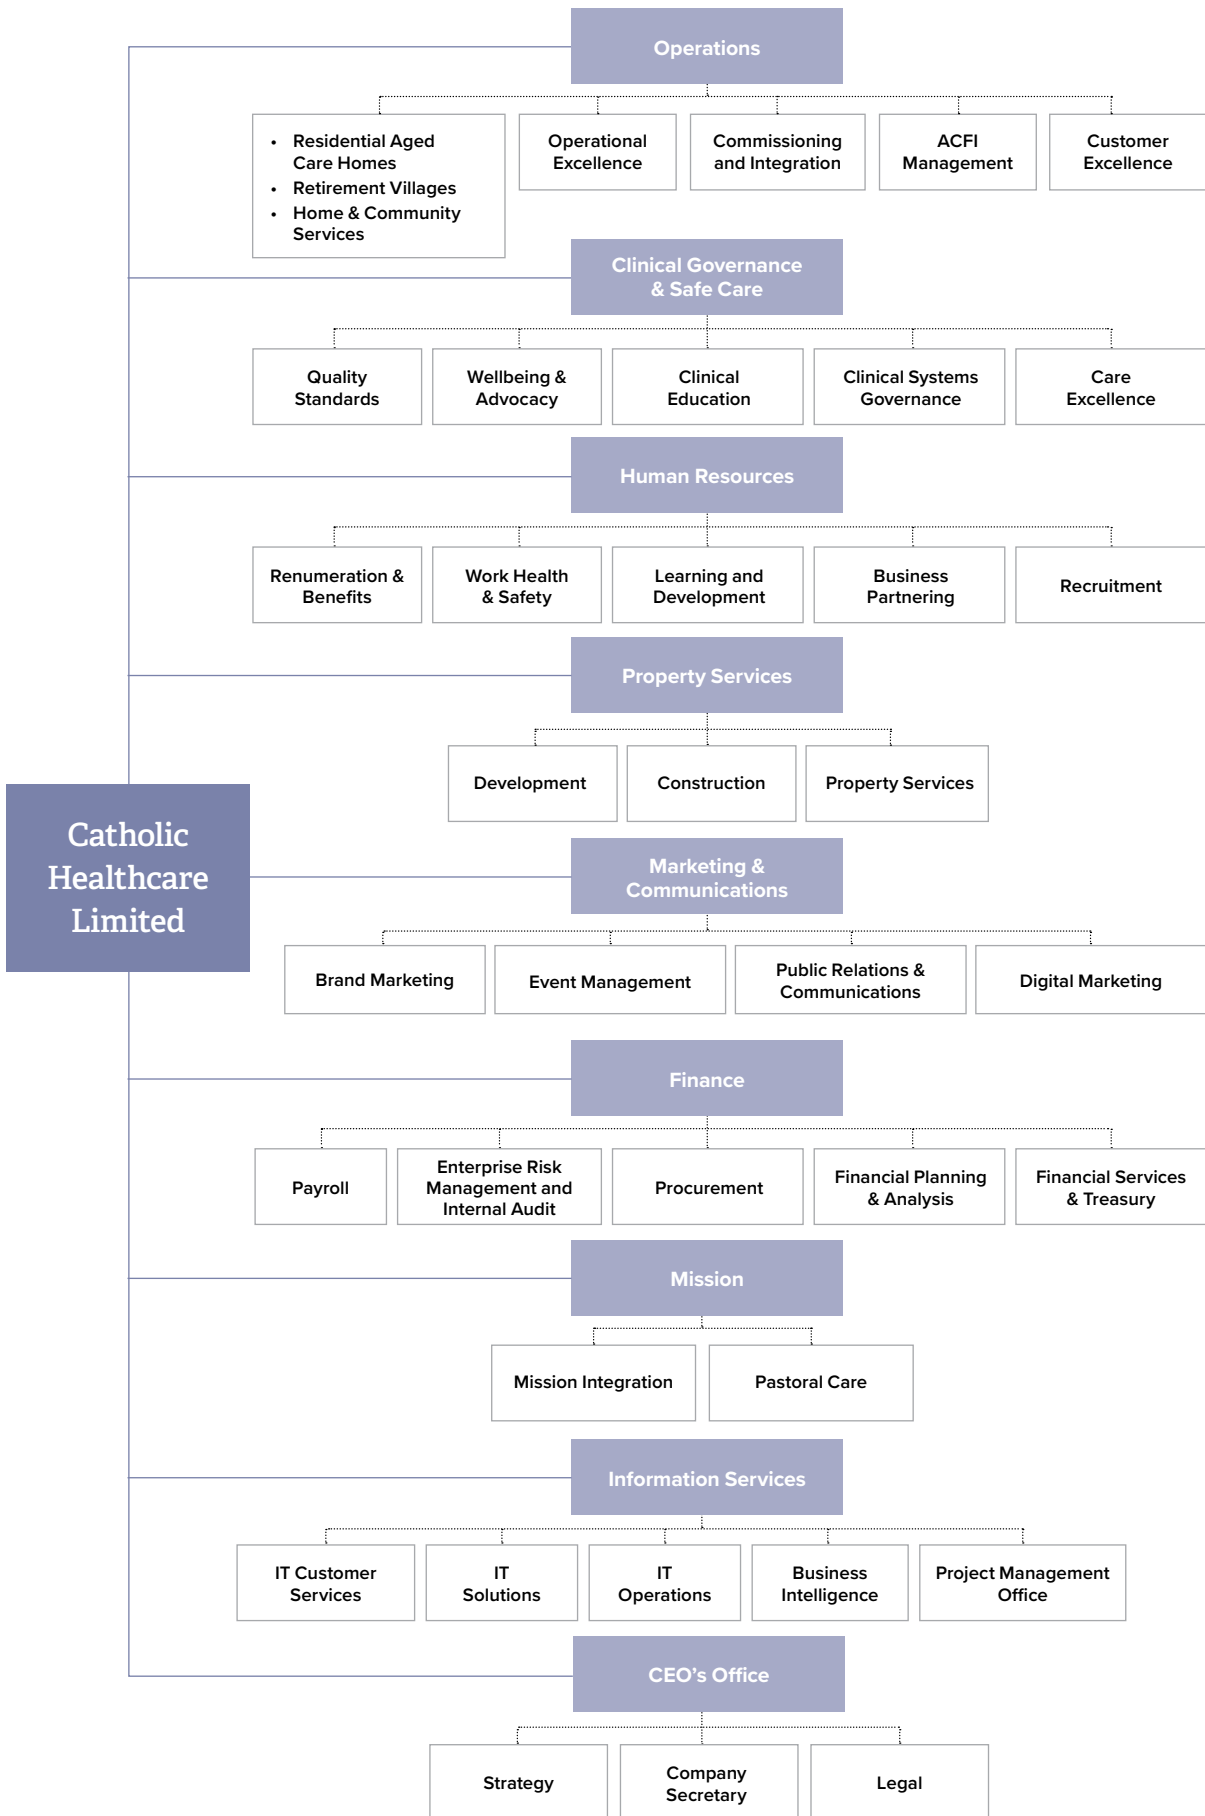 Operations
• Residential Aged
Care Homes
• Retirement Villages
• Home & Community
Services
Operational
Excellence
Commissioning
and Integration
ACFI
Management
Customer
Excellence
Clinical Governance
& Safe Care
Quality
Standards
Wellbeing &
Advocacy
Clinical
Education
Clinical Systems
Governance
Care
Excellence
Human Resources
Renumeration &
Benefits
Work Health
& Safety
Learning and
Development
Business
Partnering
Recruitment
Property Services
Development
Construction
Property Services
Catholic
Healthcare
Limited
Marketing &
Communications
Brand Marketing
Event Management
Public Relations &
Communications
Digital Marketing
Finance
Payroll
Enterprise Risk
Management and
Internal Audit
Procurement
Financial Planning
& Analysis
Financial Services
& Treasury
Mission
Mission Integration
Pastoral Care
Information Services
IT Customer
Services
IT
Solutions
IT
Operations
Business
Intelligence
Project Management
Office
CEO’s Office
Strategy
Company
Secretary
Legal